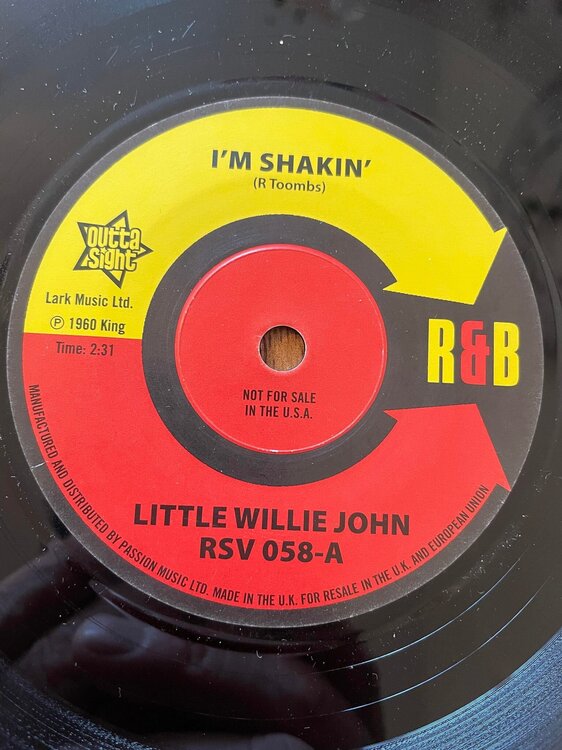 I'M SHAKIN'
(R Toombs)
outta
sight
Lark Music Ltd.
℗ 1960 King
Time: 2:31
R&B
NOT FOR SALE
IN THE U.S.A.
LITTLE WILLIE JOHN
RSV 058-A
MANUFACTURED AND DISTRIBUTED BY PASSION MUSIC LTD. MADE IN THE U.K. FOR RESALE IN THE U.K. AND EUROPEAN UNION